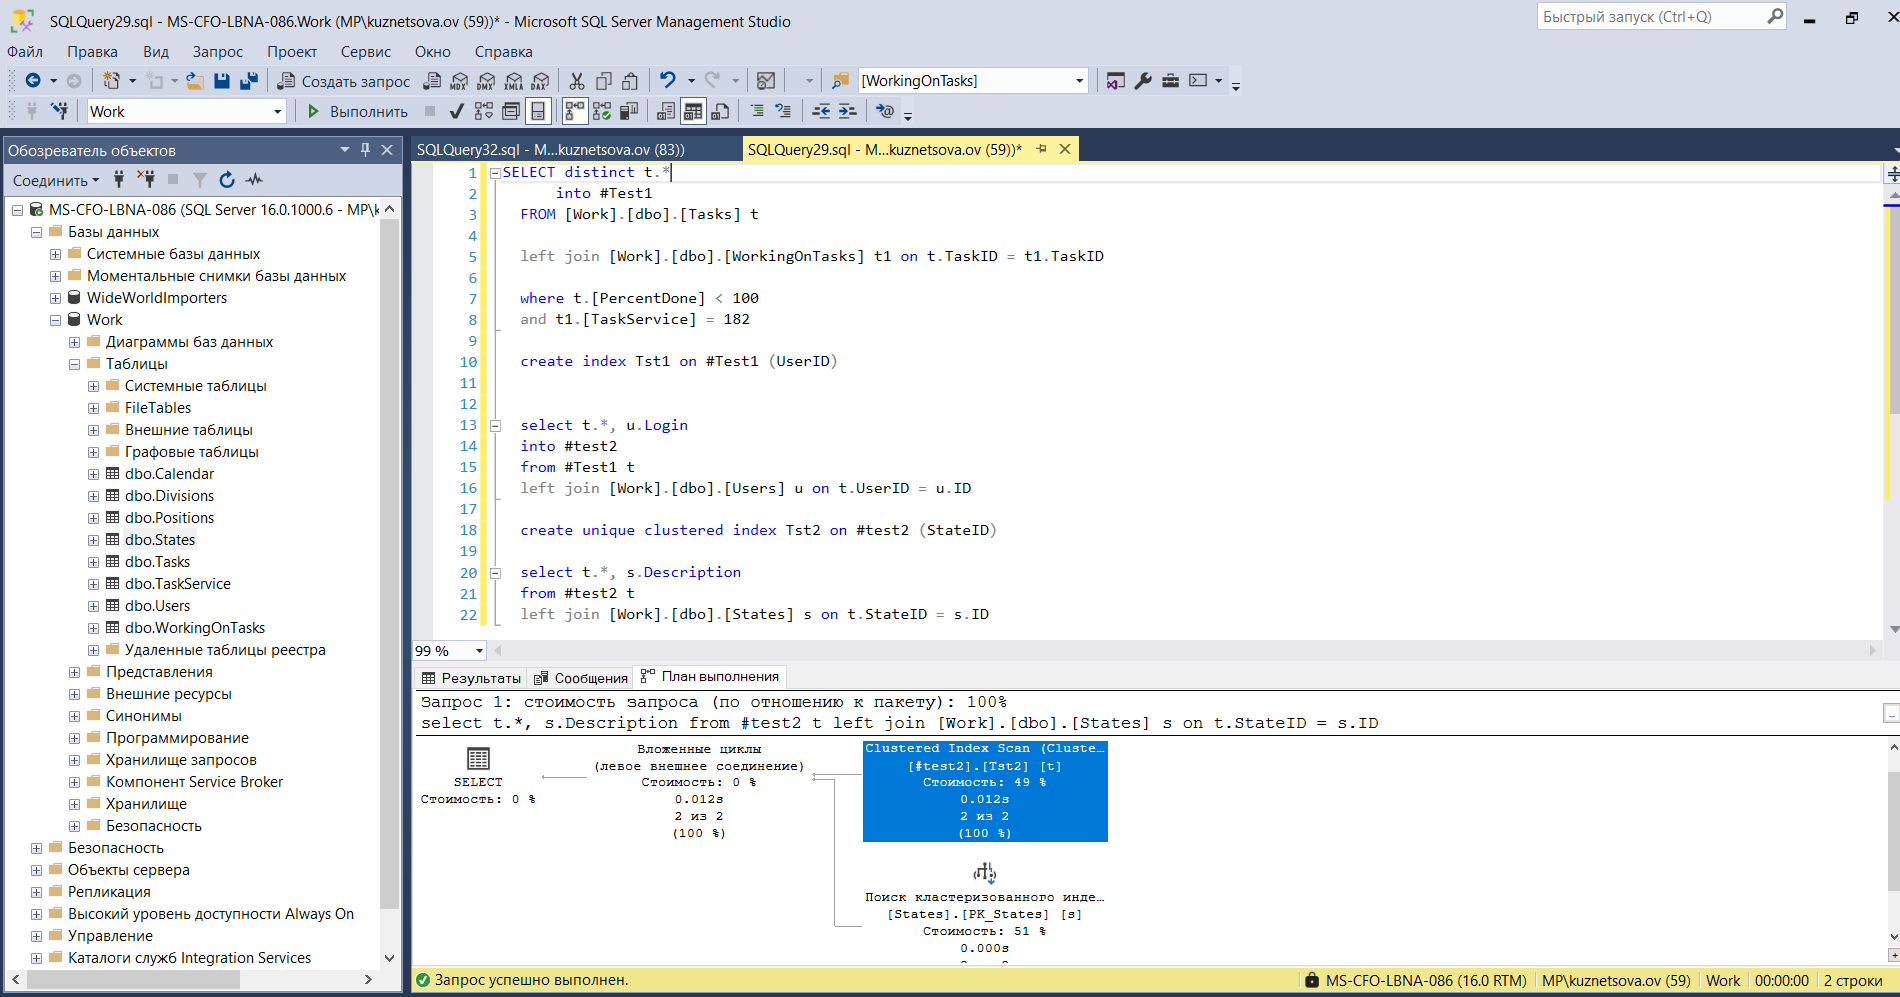 SQLQuery29.sql - MS-CFO-LBNA-086.Work (MP\kuznetsova.ov (59))* - Microsoft SQL Server Management Studio
Быстрый запуск (Ctrl+Q)
Файл Правка Вид Запрос Проект Сервис Окно Справка
Создать запрос MDX DMX XMLA DAX [WorkingOnTasks]
Work Выполнить
Обозреватель объектов
SQLQuery32.sql - M...kuznetsova.ov (83))
SQLQuery29.sql - M...kuznetsova.ov (59))*
Соединить
MS-CFO-LBNA-086 (SQL Server 16.0.1000.6 - MP\k
Базы данных
Системные базы данных
Моментальные снимки базы данных
WideWorldImporters
Work
Диаграммы баз данных
Таблицы
Системные таблицы
FileTables
Внешние таблицы
Графовые таблицы
dbo.Calendar
dbo.Divisions
dbo.Positions
dbo.States
dbo.Tasks
dbo.TaskService
dbo.Users
dbo.WorkingOnTasks
Удаленные таблицы реестра
Представления
Внешние ресурсы
Синонимы
Программирование
Хранилище запросов
Компонент Service Broker
Хранилище
Безопасность
Безопасность
Объекты сервера
Репликация
Высокий уровень доступности Always On
Управление
Каталоги служб Integration Services
1 SELECT distinct t.*
2 into #Test1
3 FROM [Work].[dbo].[Tasks] t
4
5 left join [Work].[dbo].[WorkingOnTasks] t1 on t.TaskID = t1.TaskID
6
7 where t.[PercentDone] < 100
8 and t1.[TaskService] = 182
9
10 create index Tst1 on #Test1 (UserID)
11
12
13 select t.*, u.Login
14 into #test2
15 from #Test1 t
16 left join [Work].[dbo].[Users] u on t.UserID = u.ID
17
18 create unique clustered index Tst2 on #test2 (StateID)
19
20 select t.*, s.Description
21 from #test2 t
22 left join [Work].[dbo].[States] s on t.StateID = s.ID
99 %
Результаты Сообщения План выполнения
Запрос 1: стоимость запроса (по отношению к пакету): 100%
select t.*, s.Description from #test2 t left join [Work].[dbo].[States] s on t.StateID = s.ID
SELECT
Стоимость: 0 %
Вложенные циклы
(левое внешнее соединение)
Стоимость: 0 %
0.012s
2 из 2
(100 %)
Clustered Index Scan (Cluste…
[#test2].[Tst2] [t]
Стоимость: 49 %
0.012s
2 из 2
(100 %)
Поиск кластеризованного инде…
[States].[PK_States] [s]
Стоимость: 51 %
0.000s
Запрос успешно выполнен.
MS-CFO-LBNA-086 (16.0 RTM) MP\kuznetsova.ov (59) Work 00:00:00 2 строки